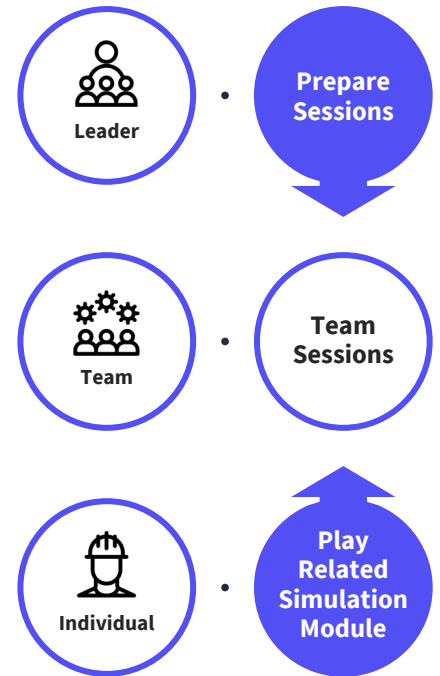 Leader
Prepare
Sessions
Team
Team
Sessions
Individual
Play
Related
Simulation
Module